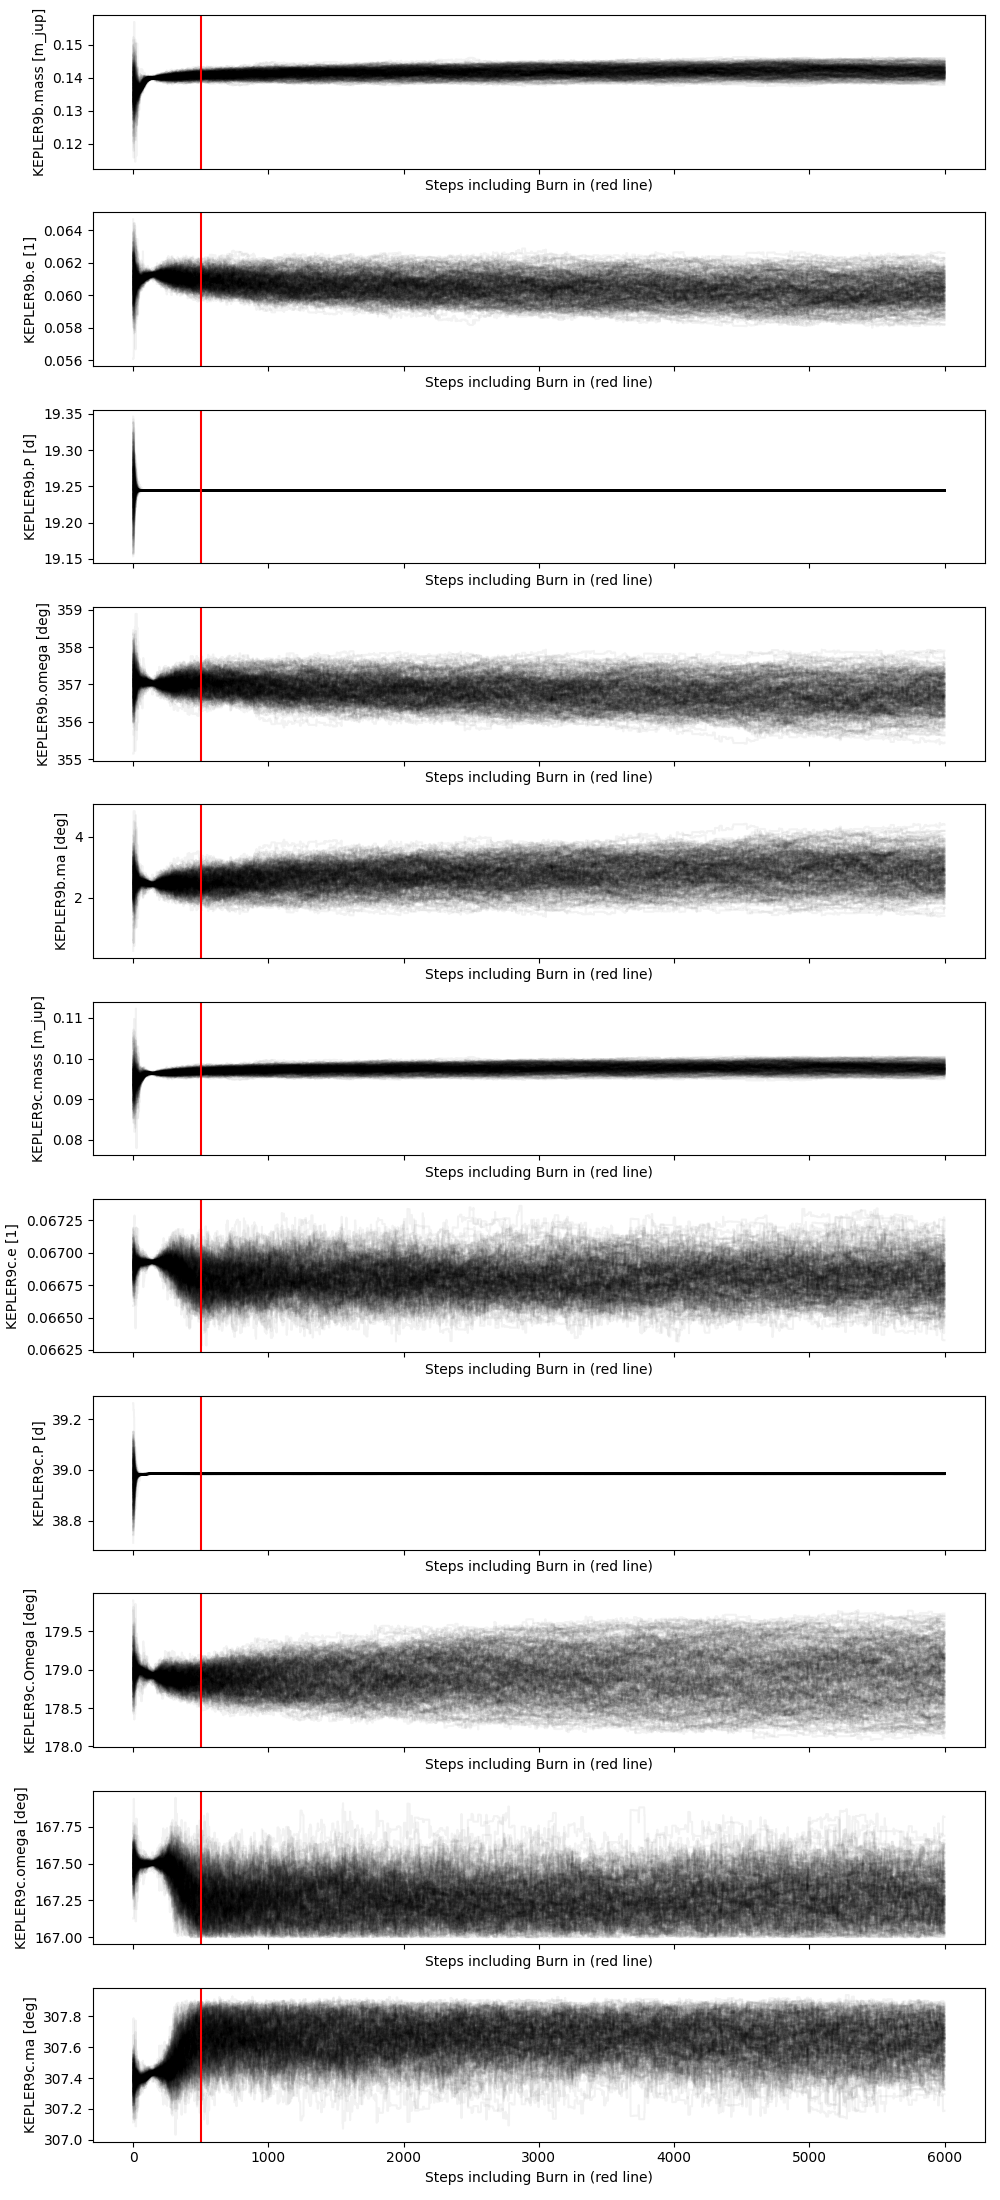 KEPLER9b.mass [m_jup]
0.15
0.14
0.13
0.12
Steps including Burn in (red line)
KEPLER9b.e [1]
0.064
0.062
0.060
0.058
0.056
Steps including Burn in (red line)
KEPLER9b.P [d]
19.35
19.30
19.25
19.20
19.15
Steps including Burn in (red line)
KEPLER9b.omega [deg]
359
358
357
356
355
Steps including Burn in (red line)
KEPLER9b.ma [deg]
4
2
Steps including Burn in (red line)
KEPLER9c.mass [m_jup]
0.11
0.10
0.09
0.08
Steps including Burn in (red line)
KEPLER9c.e [1]
0.06725
0.06700
0.06675
0.06650
0.06625
Steps including Burn in (red line)
KEPLER9c.P [d]
39.2
39.0
38.8
Steps including Burn in (red line)
KEPLER9c.Omega [deg]
179.5
179.0
178.5
178.0
Steps including Burn in (red line)
KEPLER9c.omega [deg]
167.75
167.50
167.25
167.00
Steps including Burn in (red line)
KEPLER9c.ma [deg]
307.8
307.6
307.4
307.2
307.0
0 1000 2000 3000 4000 5000 6000
Steps including Burn in (red line)